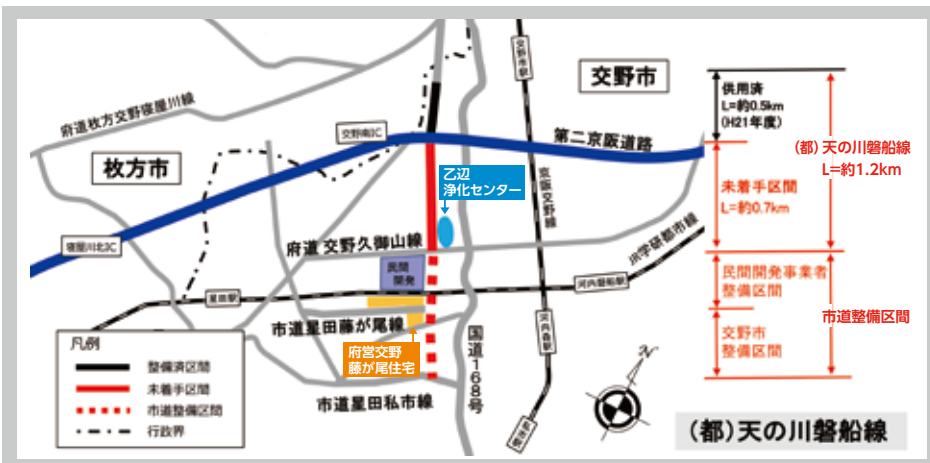 府道枚方交野寝屋川線
枚方市
交野南IC
交野市駅
交野市
第二京阪道路
乙辺
浄化センター
京阪交野線
寝屋川北IC
府道 交野久御山線
民間
開発
JR学研都市線
星田駅
河内磐船駅
市道星田藤が尾線
府営交野
藤が尾住宅
河内森駅
国道168号
市道星田私市線
凡例
整備済区間
未着手区間
市道整備区間
行政界
N
供用済
L=約0.5km
(H21年度)
(都)天の川磐船線
L=約1.2km
未着手区間
L=約0.7km
民間開発事業者
整備区間
市道整備区間
交野市
整備区間
(都)天の川磐船線